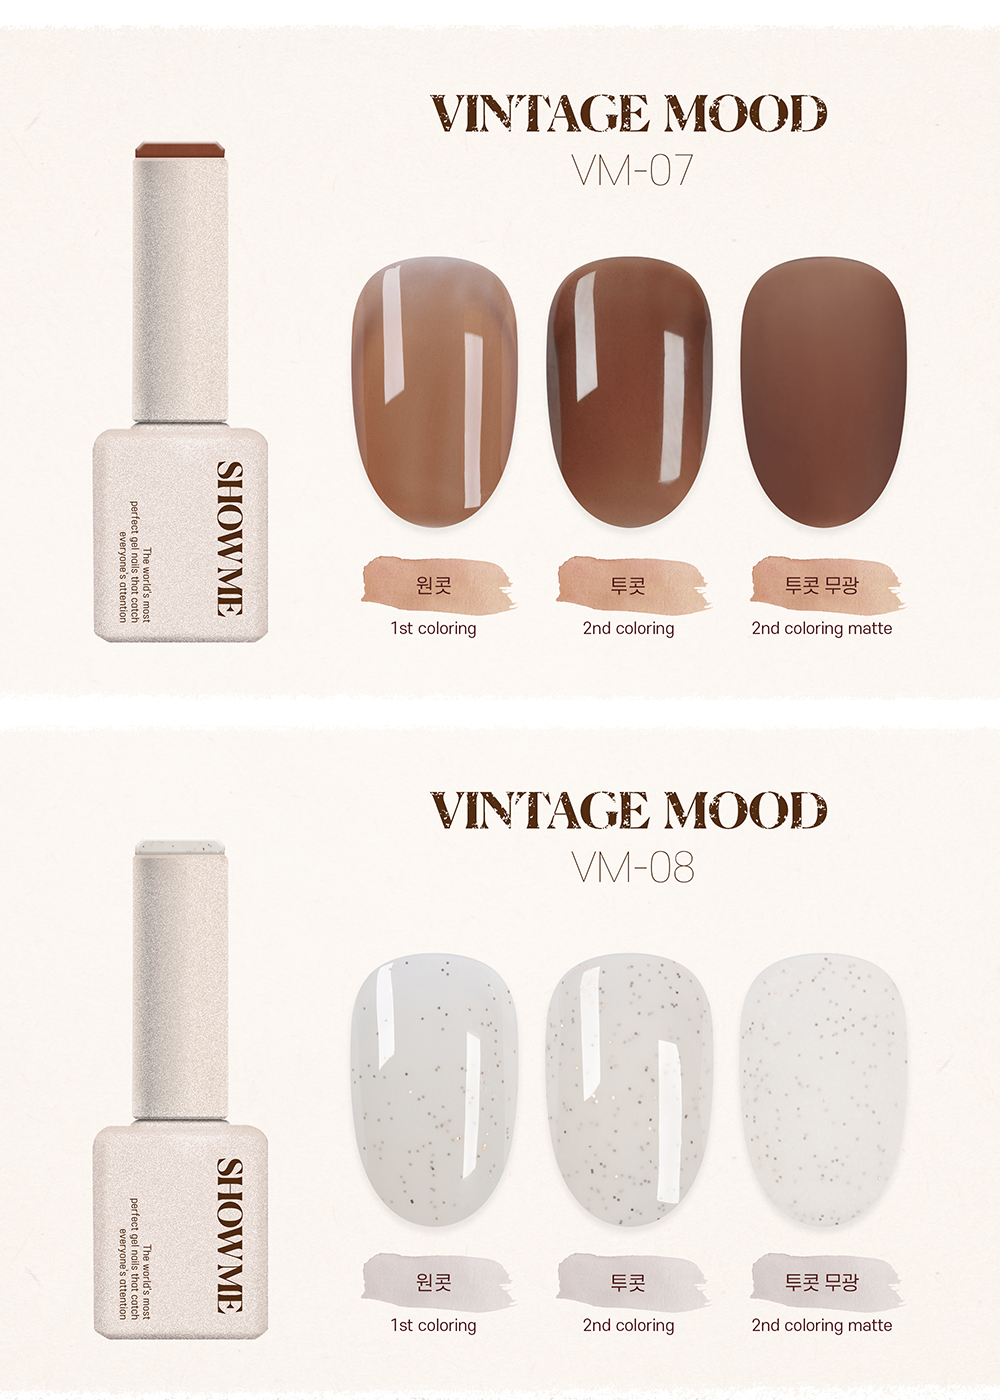 VINTAGE MOOD
VM-07
SHOW ME
The world's most
perfect gel nails that catch
everyone's attention
원콧
1st coloring
투콧
2nd coloring
투콧 무광
2nd coloring matte
VINTAGE MOOD
VM-08
SHOW ME
The world's most
perfect gel nails that catch
everyone's attention
원콧
1st coloring
투콧
2nd coloring
투콧 무광
2nd coloring matte